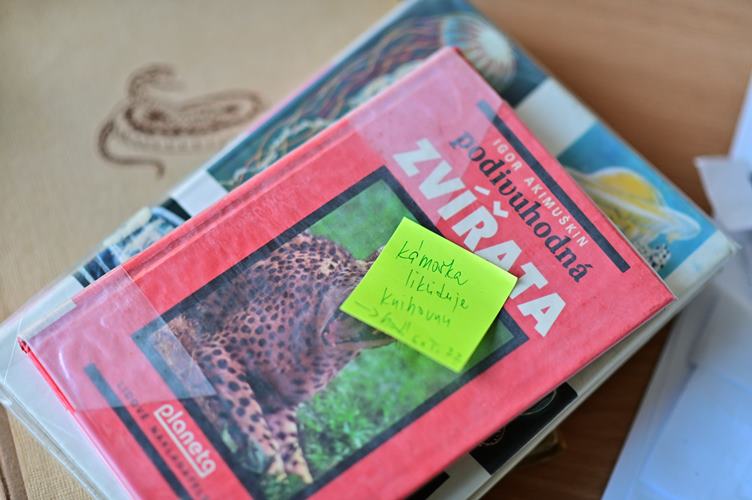 IGOR AKIMUŠKIN
podivuhodná
ZVÍŘATA
kámoška
likviduje
knihovnu
planeta